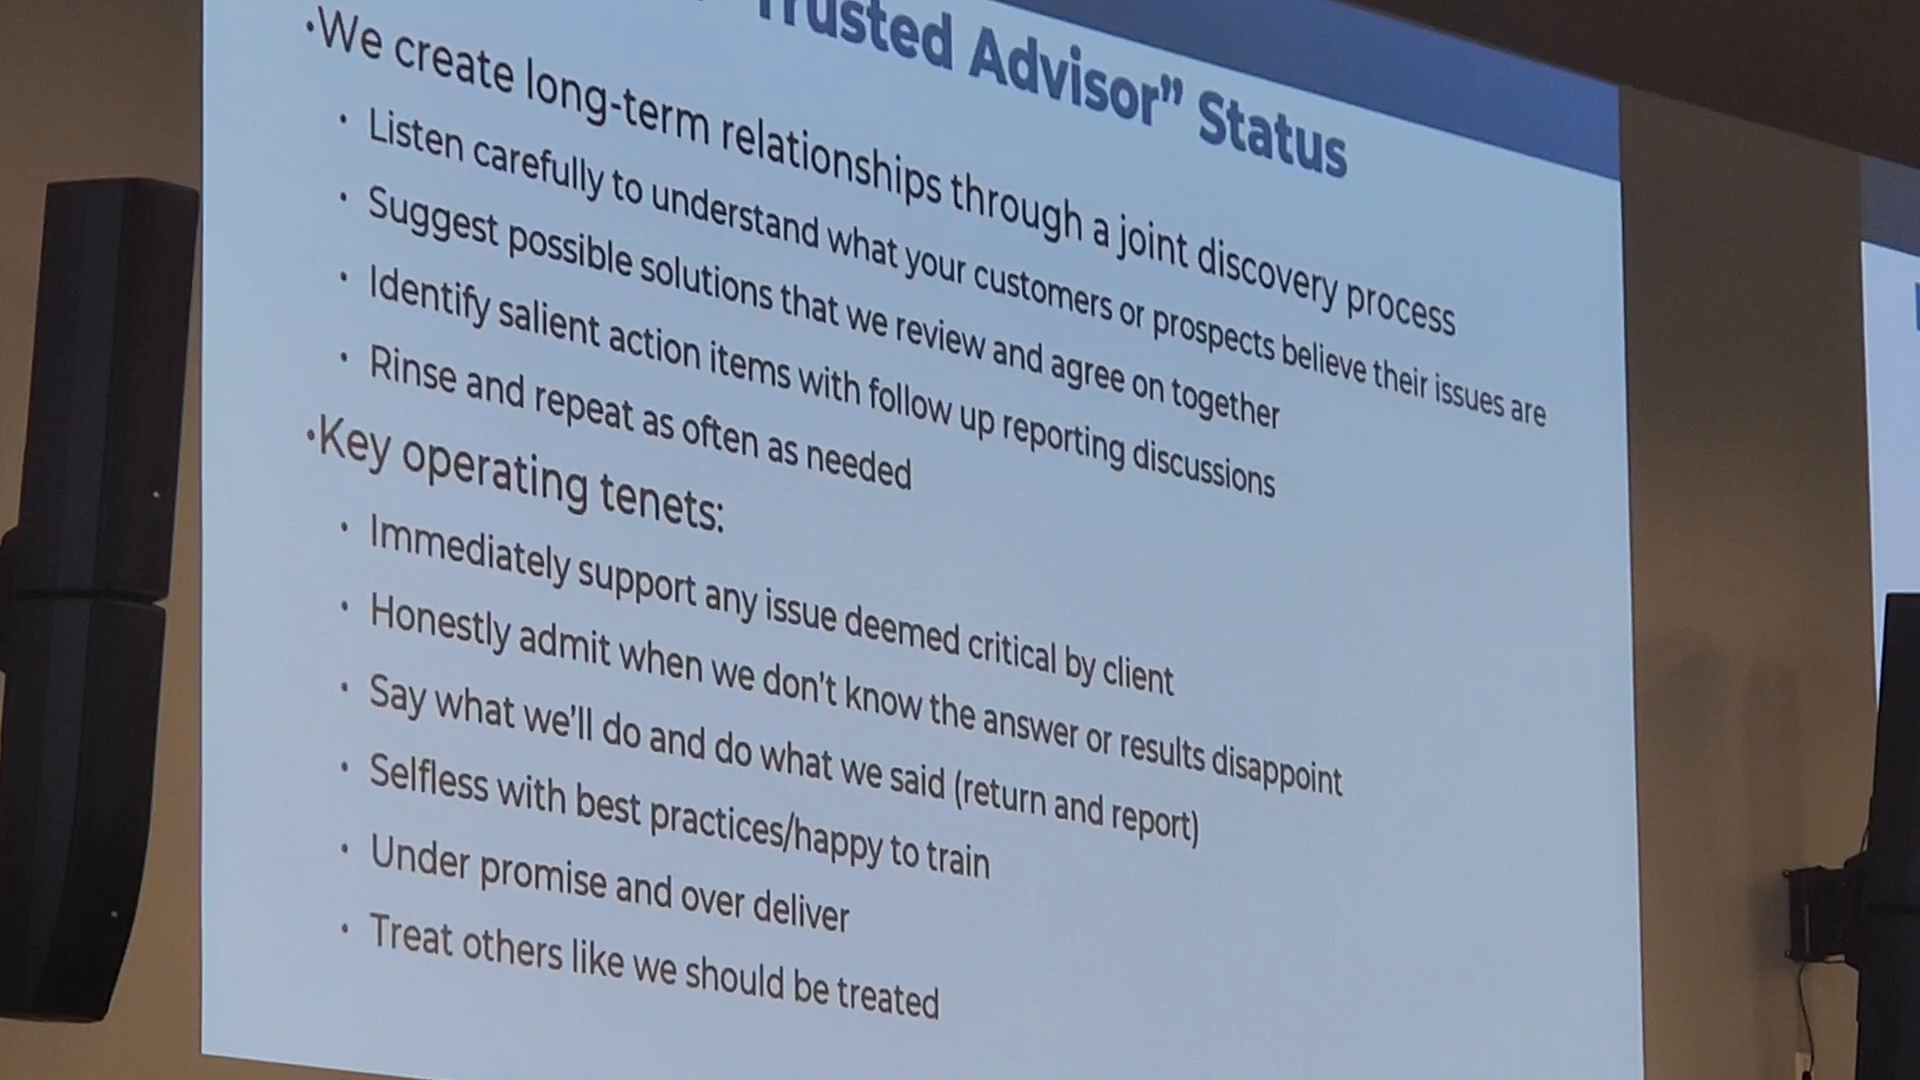 "Trusted Advisor" Status
•We create long-term relationships through a joint discovery process
• Listen carefully to understand what your customers or prospects believe their issues are
• Suggest possible solutions that we review and agree on together
• Identify salient action items with follow up reporting discussions
• Rinse and repeat as often as needed
•Key operating tenets:
• Immediately support any issue deemed critical by client
• Honestly admit when we don't know the answer or results disappoint
• Say what we'll do and do what we said (return and report)
• Selfless with best practices/happy to train
• Under promise and over deliver
• Treat others like we should be treated